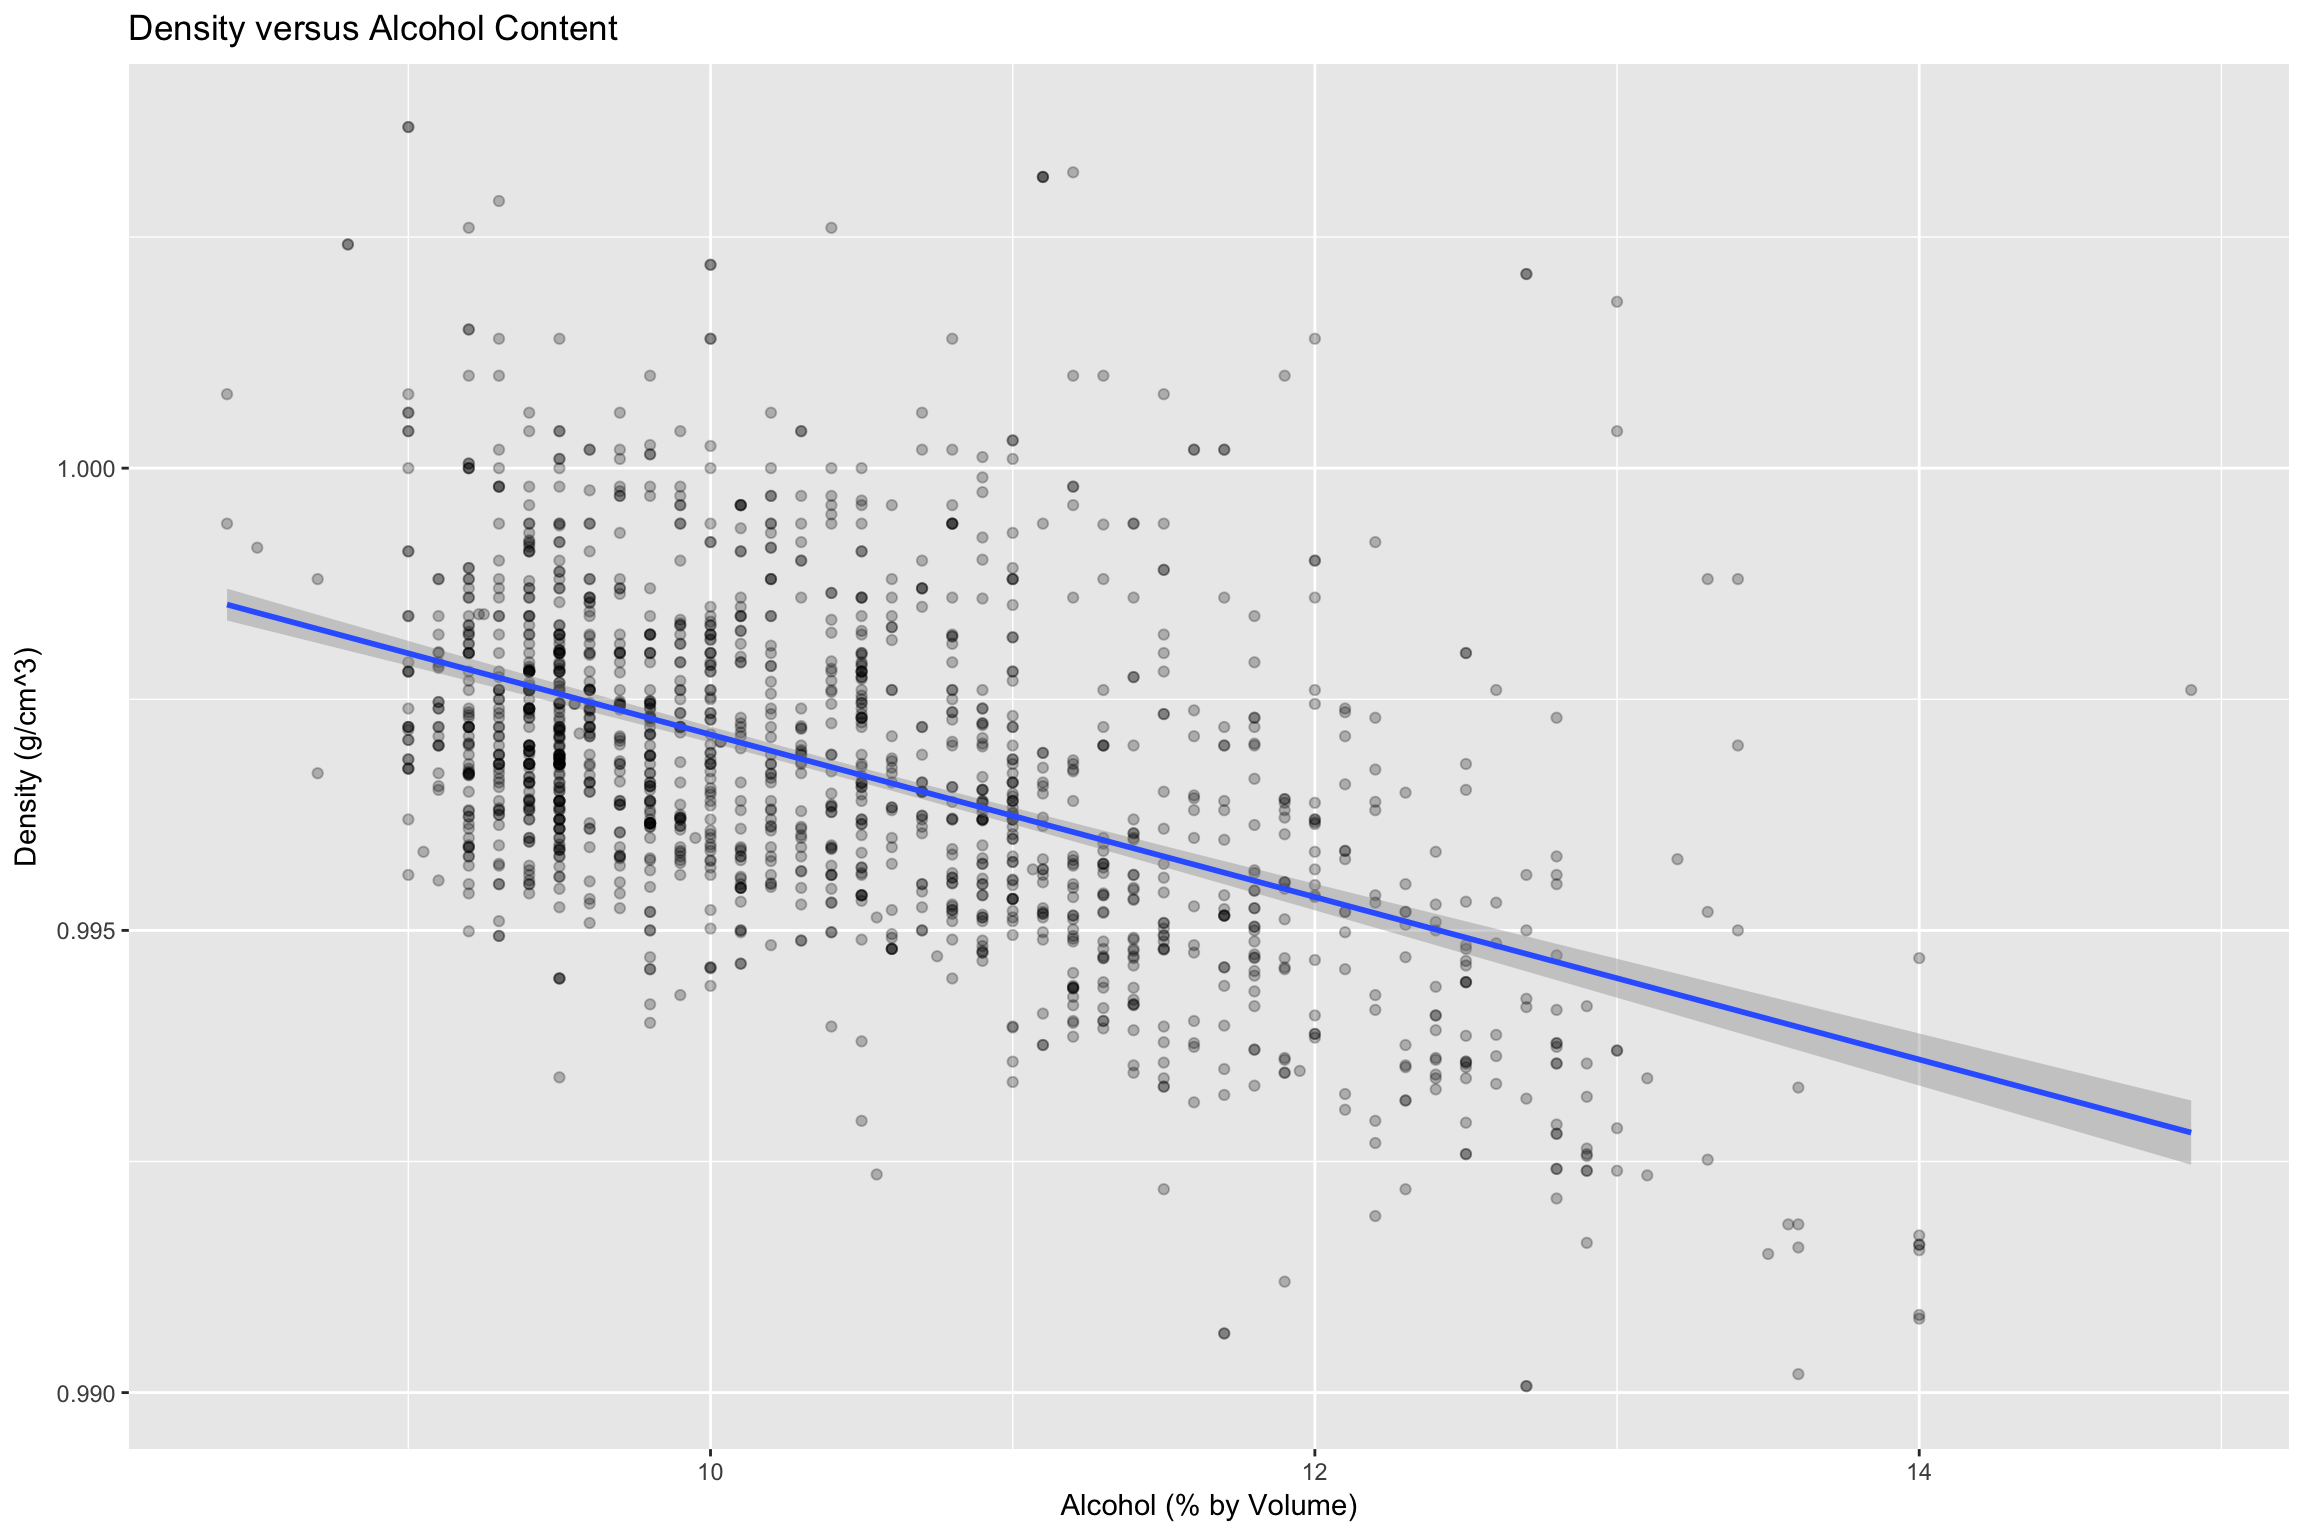 Density versus Alcohol Content
Density (g/cm^3)
1.000
0.995
0.990
10
12
14
Alcohol (% by Volume)